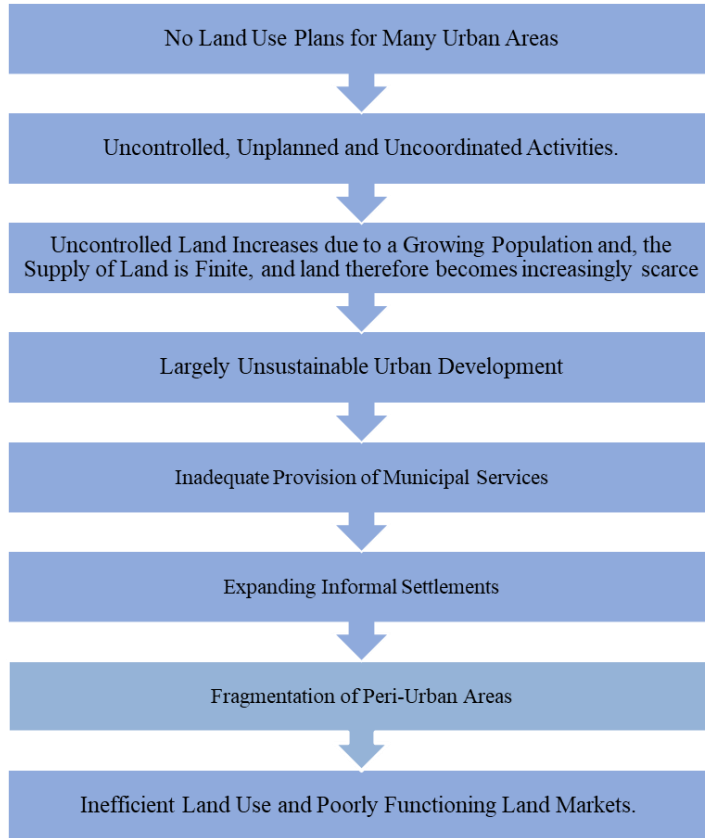 No Land Use Plans for Many Urban Areas
Uncontrolled, Unplanned and Uncoordinated Activities.
Uncontrolled Land Increases due to a Growing Population and, the
Supply of Land is Finite, and land therefore becomes increasingly scarce
Largely Unsustainable Urban Development
Inadequate Provision of Municipal Services
Expanding Informal Settlements
Fragmentation of Peri-Urban Areas
Inefficient Land Use and Poorly Functioning Land Markets.